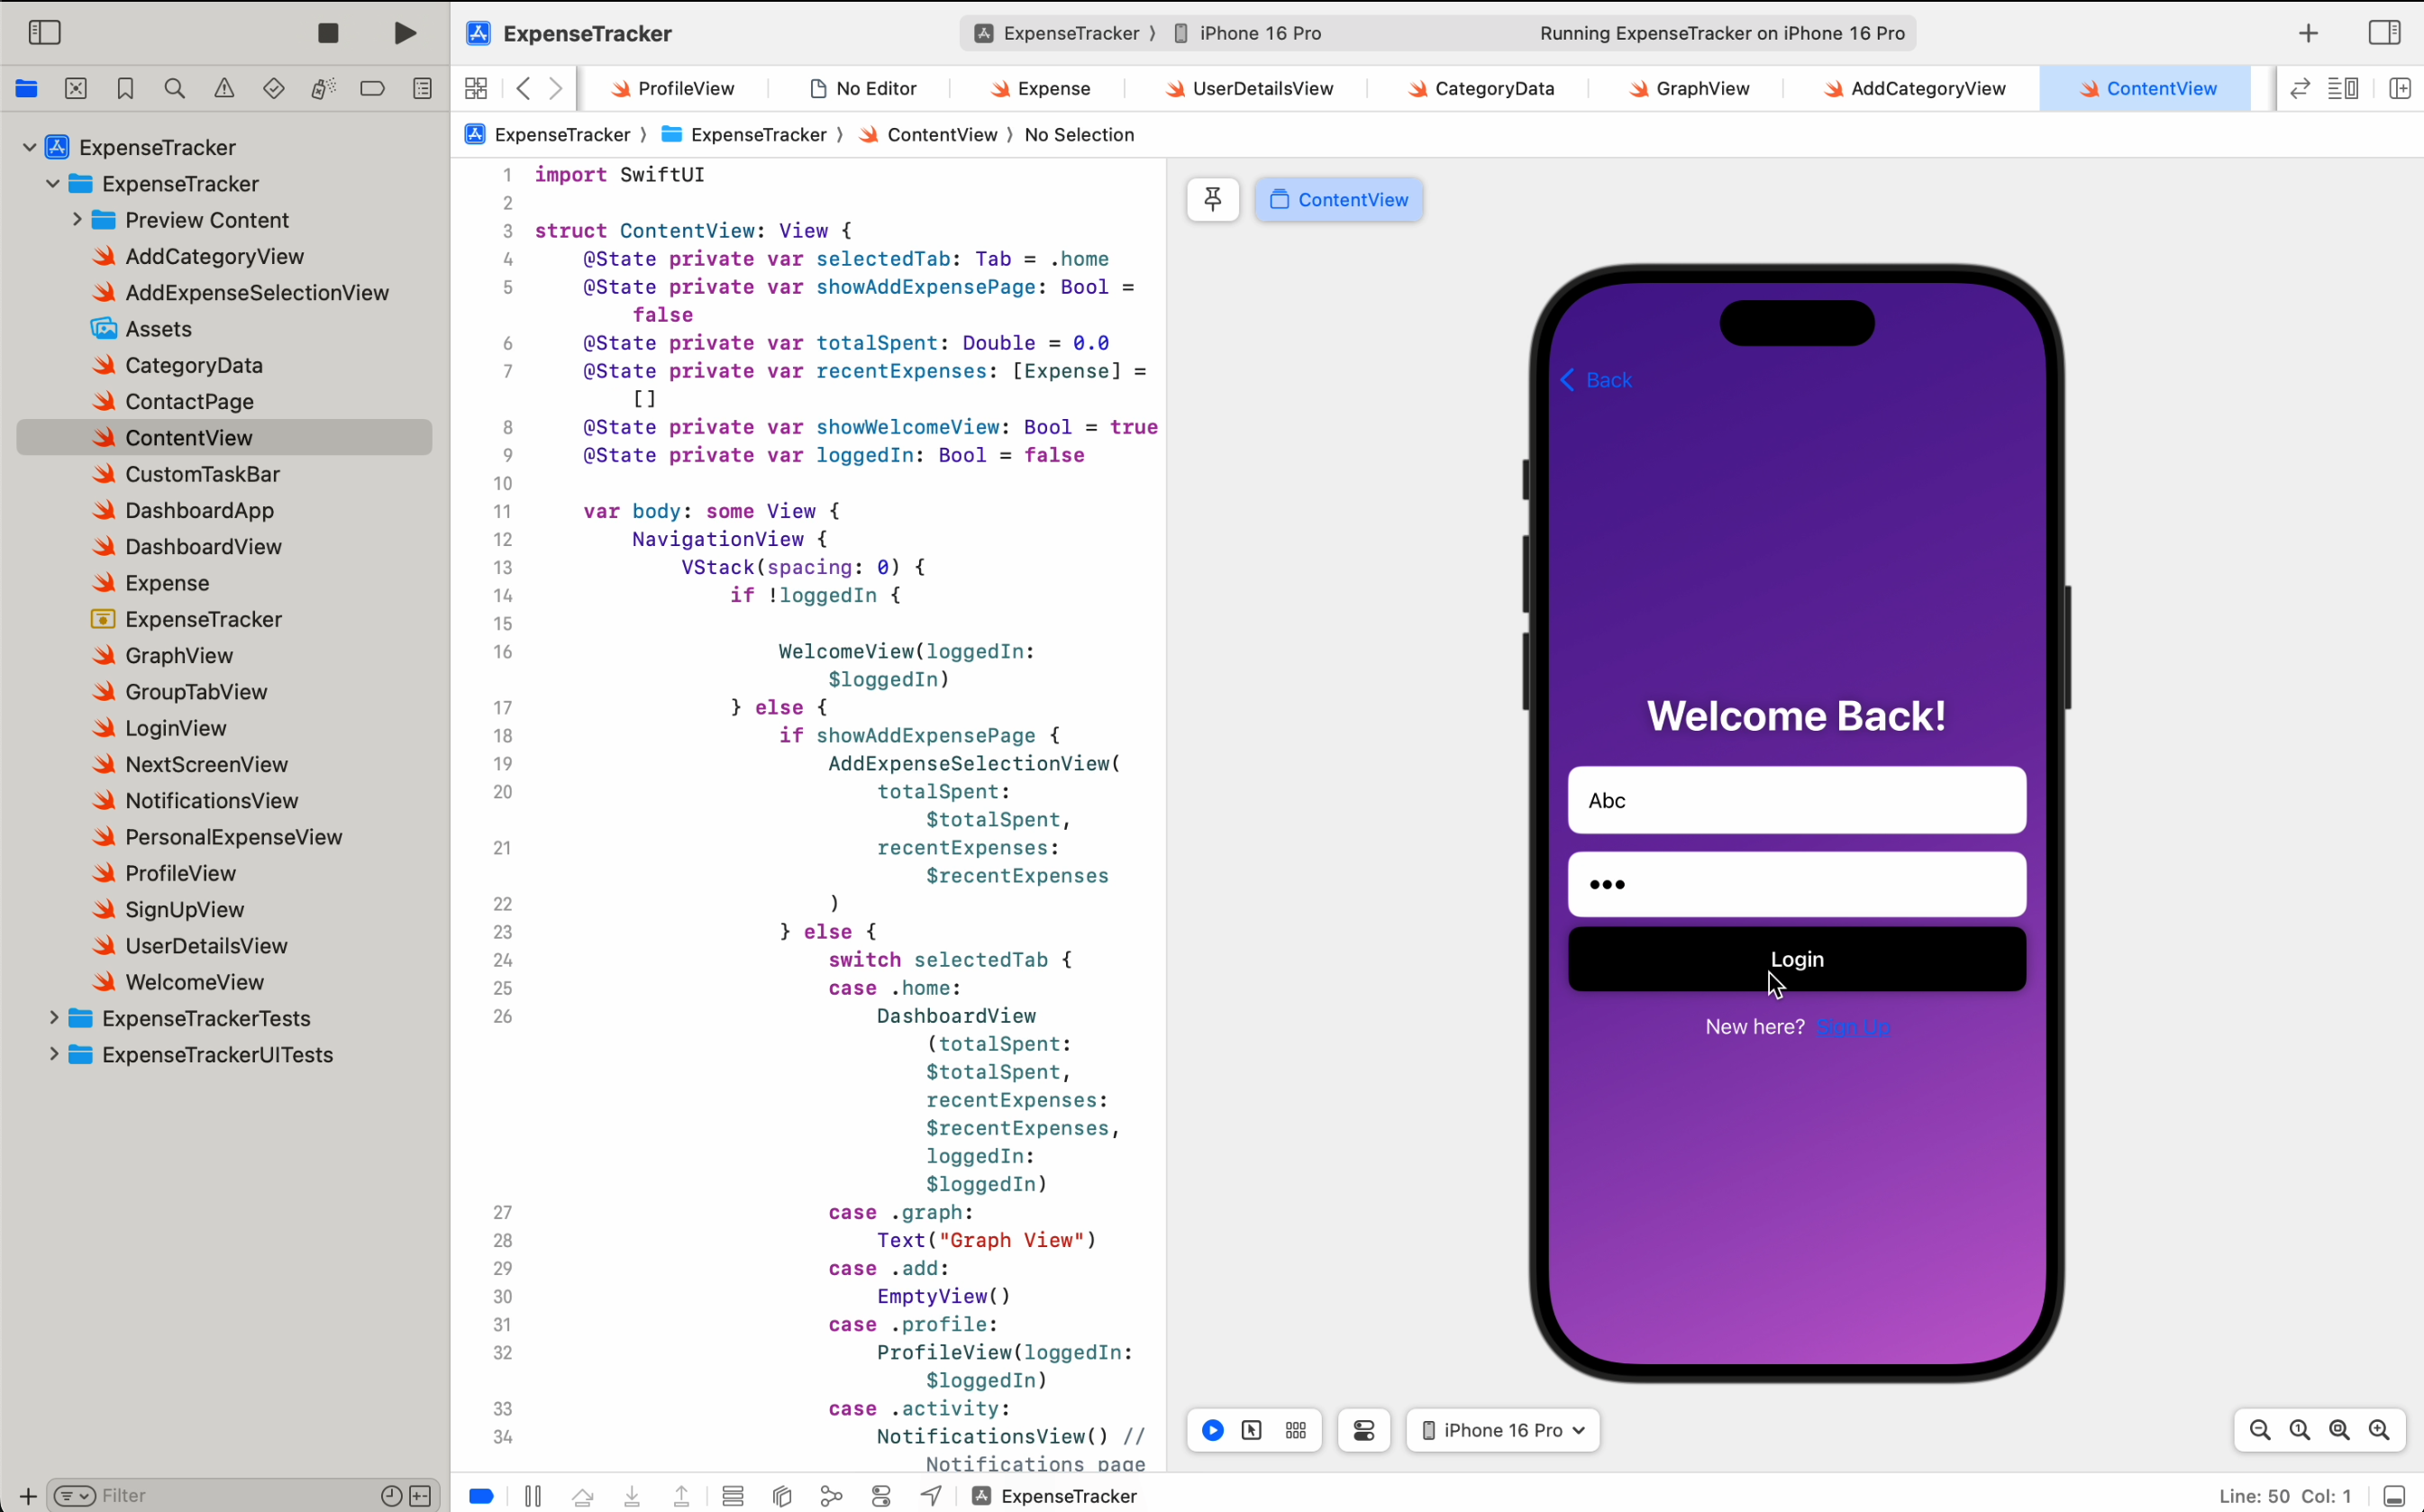 ExpenseTracker
ExpenseTracker 〉 iPhone 16 Pro
Running ExpenseTracker on iPhone 16 Pro
ProfileView
No Editor
Expense
UserDetailsView
CategoryData
GraphView
AddCategoryView
ContentView
ExpenseTracker 〉 ExpenseTracker 〉 ContentView 〉 No Selection
ExpenseTracker
ExpenseTracker
Preview Content
AddCategoryView
AddExpenseSelectionView
Assets
CategoryData
ContactPage
ContentView
CustomTaskBar
DashboardApp
DashboardView
Expense
ExpenseTracker
GraphView
GroupTabView
LoginView
NextScreenView
NotificationsView
PersonalExpenseView
ProfileView
SignUpView
UserDetailsView
WelcomeView
ExpenseTrackerTests
ExpenseTrackerUITests
Filter
1 import SwiftUI
2
3 struct ContentView: View {
4 @State private var selectedTab: Tab = .home
5 @State private var showAddExpensePage: Bool =
false
6 @State private var totalSpent: Double = 0.0
7 @State private var recentExpenses: [Expense] =
[]
8 @State private var showWelcomeView: Bool = true
9 @State private var loggedIn: Bool = false
10
11 var body: some View {
12 NavigationView {
13 VStack(spacing: 0) {
14 if !loggedIn {
15
16 WelcomeView(loggedIn:
$loggedIn)
17 } else {
18 if showAddExpensePage {
19 AddExpenseSelectionView(
20 totalSpent:
$totalSpent,
21 recentExpenses:
$recentExpenses
22 )
23 } else {
24 switch selectedTab {
25 case .home:
26 DashboardView
(totalSpent:
$totalSpent,
recentExpenses:
$recentExpenses,
loggedIn:
$loggedIn)
27 case .graph:
28 Text("Graph View")
29 case .add:
30 EmptyView()
31 case .profile:
32 ProfileView(loggedIn:
$loggedIn)
33 case .activity:
34 NotificationsView() //
Notifications page
ContentView
Back
Welcome Back!
Abc
•••
Login
New here? Sign Up
iPhone 16 Pro
ExpenseTracker
Line: 50 Col: 1